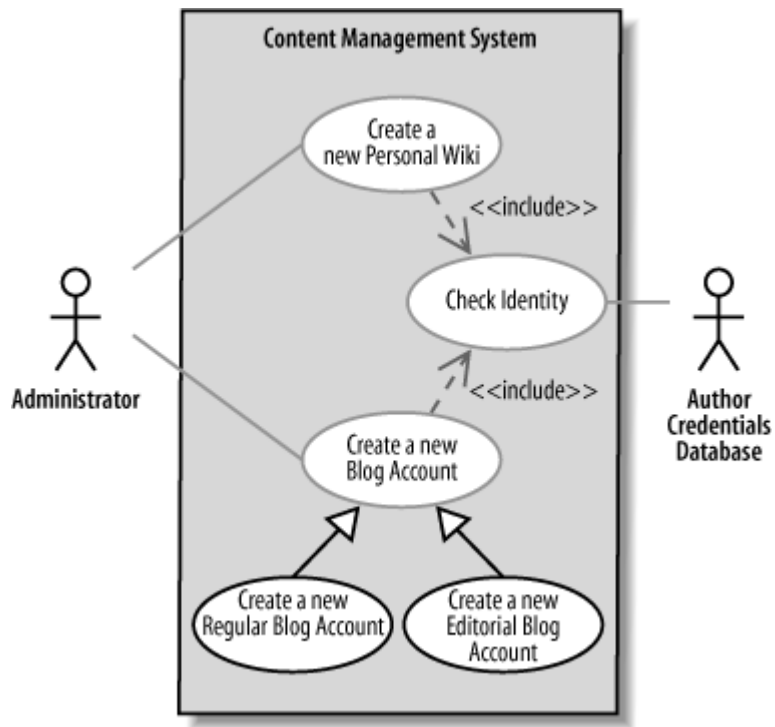 Content Management System
Create a
new Personal Wiki
<<include>>
Check Identity
Administrator
Author
Credentials
Database
<<include>>
Create a new
Blog Account
Create a new
Regular Blog Account
Create a new
Editorial Blog
Account